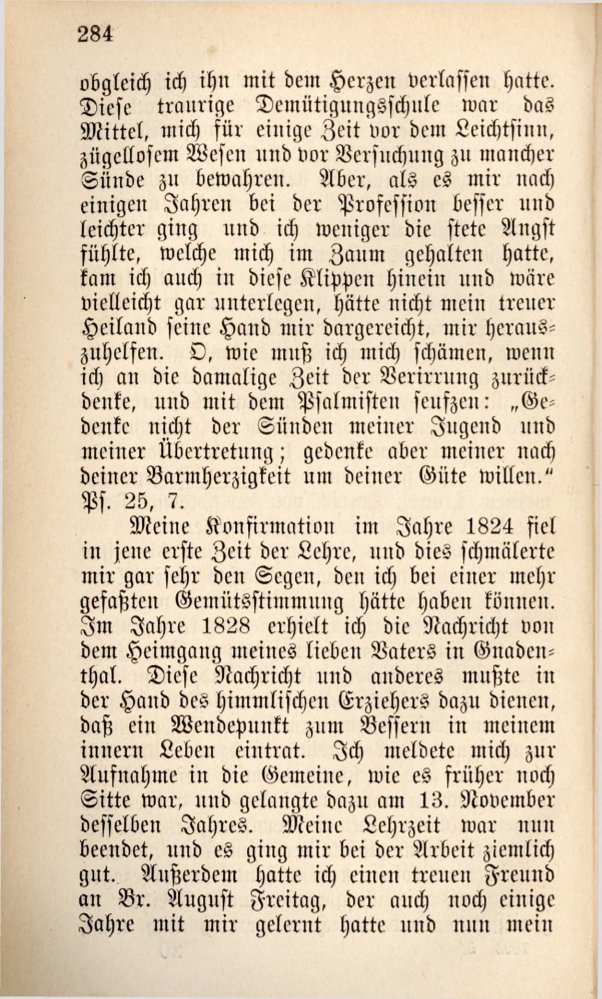 284
obgleich ich ihn mit dem Herzen verlassen hatte.
Diese traurige Demütigungsschule war das
Mittel, mich für einige Zeit vor dem Leichtsinn,
zügellosem Wesen und vor Versuchung zu mancher
Sünde zu bewahren. Aber, als es mir nach
einigen Jahren bei der Profession besser und
leichter ging und ich weniger die stete Angst
fühlte, welche mich im Zaum gehalten hatte,
kam ich auch in diese Klippen hinein und wäre
vielleicht gar unterlegen, hätte nicht mein treuer
Heiland seine Hand mir dargereicht, mir heraus-
zuhelfen. O, wie muß ich mich schämen, wenn
ich an die damalige Zeit der Verirrung zurück-
denke, und mit dem Psalmisten seufzen: „Ge-
denke nicht der Sünden meiner Jugend und
meiner Übertretung; gedenke aber meiner nach
deiner Barmherzigkeit um deiner Güte willen.“
Ps. 25, 7.
Meine Konfirmation im Jahre 1824 fiel
in jene erste Zeit der Lehre, und dies schmälerte
mir gar sehr den Segen, den ich bei einer mehr
gefaßten Gemütsstimmung hätte haben können.
Im Jahre 1828 erhielt ich die Nachricht von
dem Heimgang meines lieben Vaters in Gnaden-
thal. Diese Nachricht und anderes mußte in
der Hand des himmlischen Erziehers dazu dienen,
daß ein Wendepunkt zum Bessern in meinem
innern Leben eintrat. Ich meldete mich zur
Aufnahme in die Gemeine, wie es früher noch
Sitte war, und gelangte dazu am 13. November
desselben Jahres. Meine Lehrzeit war nun
beendet, und es ging mir bei der Arbeit ziemlich
gut. Außerdem hatte ich einen treuen Freund
an Br. August Freitag, der auch noch einige
Jahre mit mir gelernt hatte und nun mein